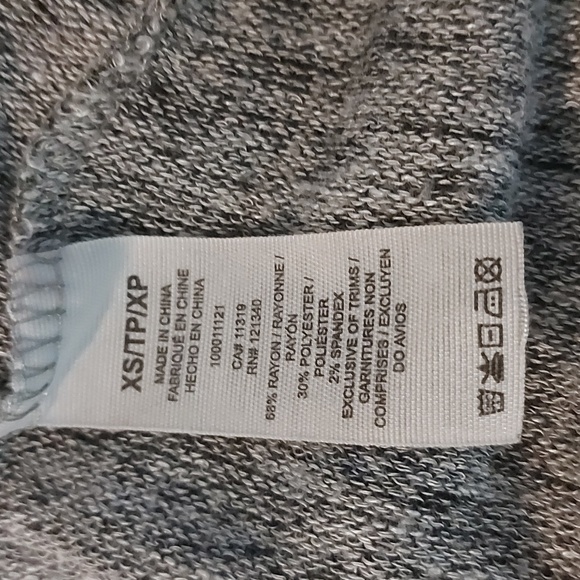 XS/TP/XP
MADE IN CHINA
FABRIQUÉ EN CHINE
HECHO EN CHINA
100011121
CA# 11319
RN# 121340
68% RAYON / RAYONNE /
RAYÓN
30% POLYESTER /
POLIÉSTER
2% SPANDEX
EXCLUSIVE OF TRIMS /
GARNITURES NON
COMPRISES / EXCLUYEN
DO AVIOS